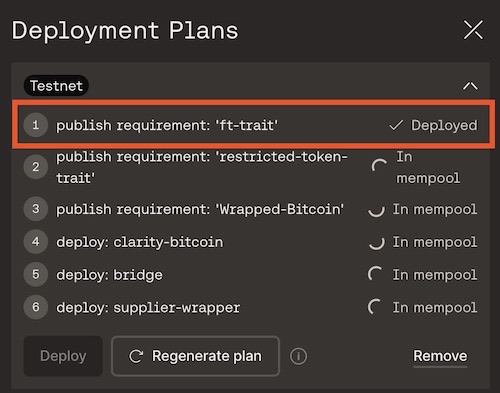 Deployment Plans
Testnet
1 publish requirement: 'ft-trait' Deployed
2 publish requirement: 'restricted-token- In
trait' mempool
3 publish requirement: 'Wrapped-Bitcoin' In mempool
4 deploy: clarity-bitcoin In mempool
5 deploy: bridge In mempool
6 deploy: supplier-wrapper In mempool
Deploy Regenerate plan i Remove